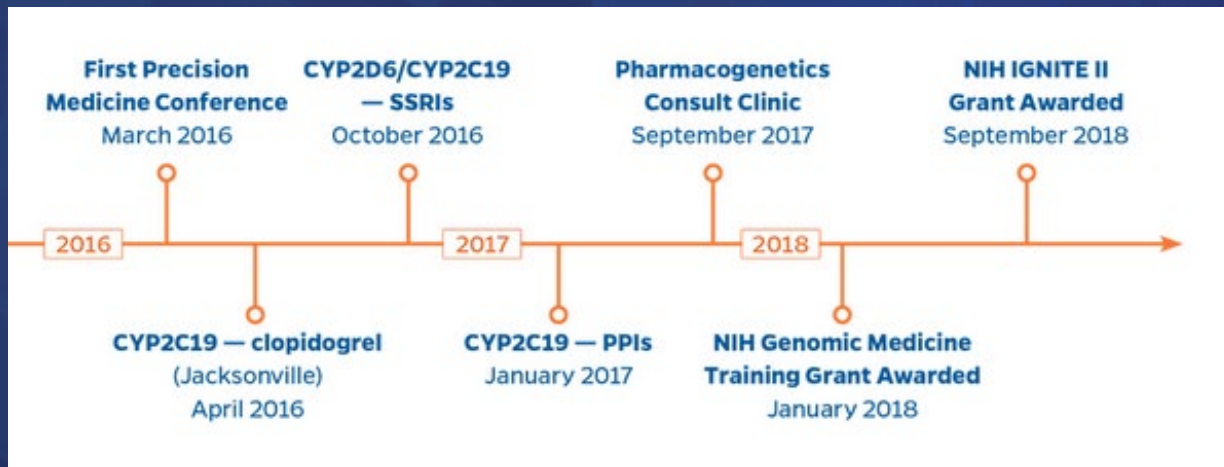 First Precision
Medicine Conference
March 2016
CYP2D6/CYP2C19
— SSRIs
October 2016
Pharmacogenetics
Consult Clinic
September 2017
NIH IGNITE II
Grant Awarded
September 2018
2016
2017
2018
CYP2C19 — clopidogrel
(Jacksonville)
April 2016
CYP2C19 — PPIs
January 2017
NIH Genomic Medicine
Training Grant Awarded
January 2018